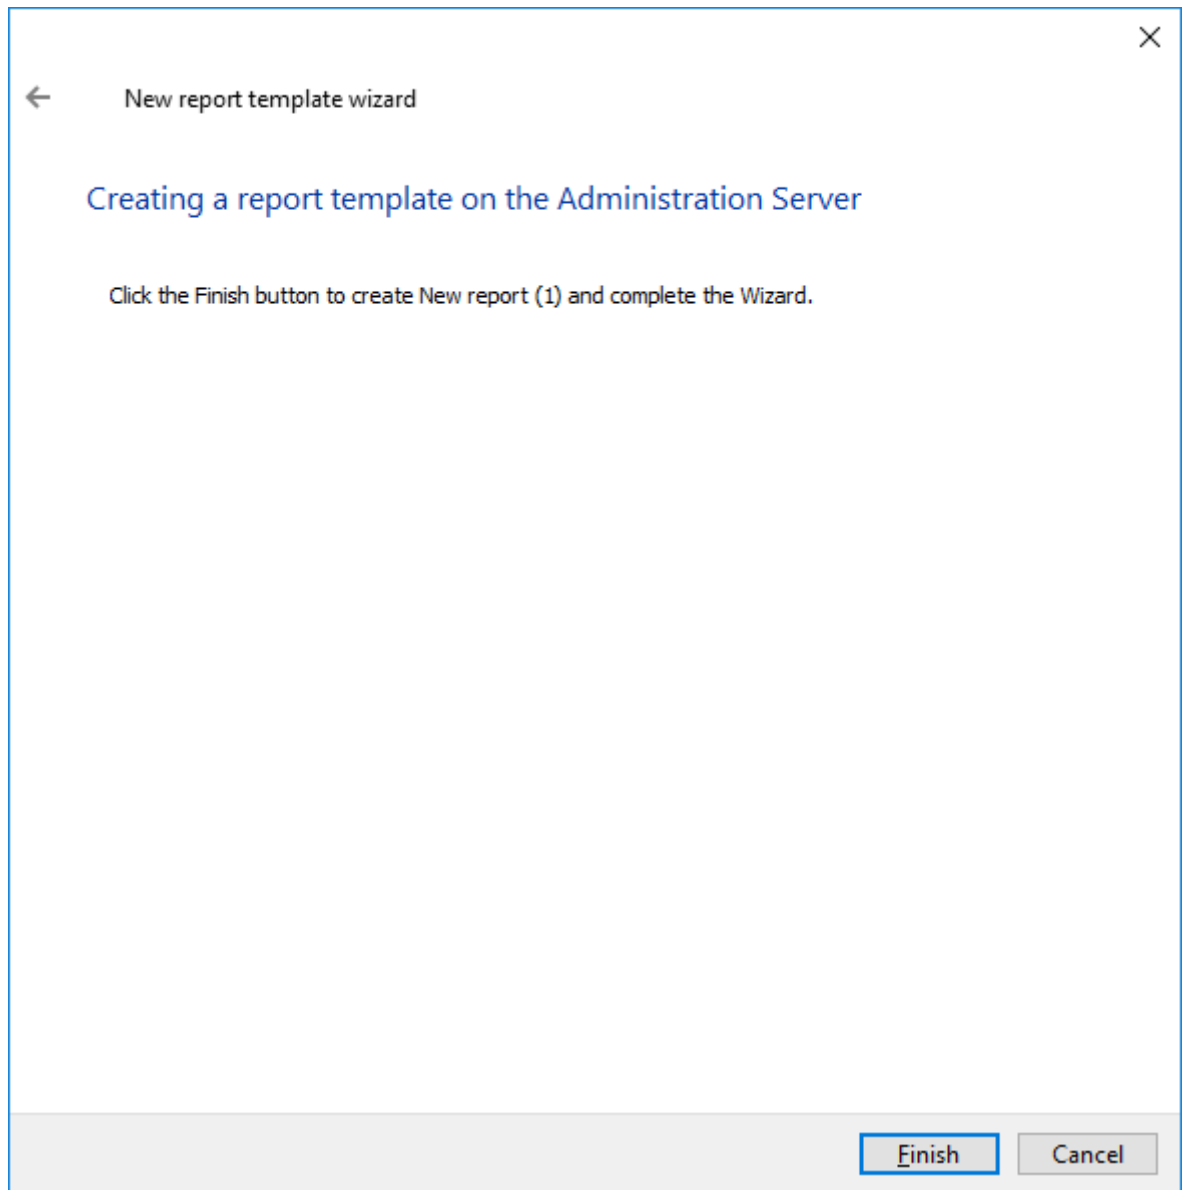 New report template wizard
Creating a report template on the Administration Server
Click the Finish button to create New report (1) and complete the Wizard.
Finish
Cancel